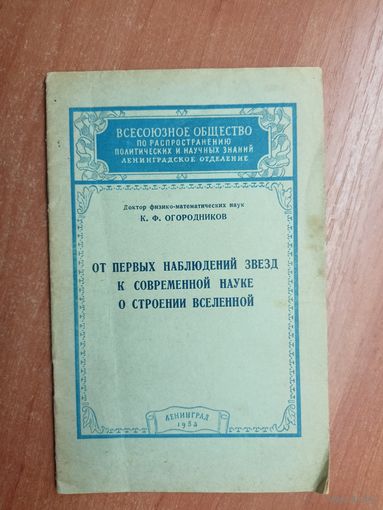 ВСЕСОЮЗНОЕ ОБЩЕСТВО
ПО РАСПРОСТРАНЕНИЮ
ПОЛИТИЧЕСКИХ И НАУЧНЫХ ЗНАНИЙ
ЛЕНИНГРАДСКОЕ ОТДЕЛЕНИЕ
Доктор физико-математических наук
К. Ф. ОГОРОДНИКОВ
ОТ ПЕРВЫХ НАБЛЮДЕНИЙ ЗВЕЗД
К СОВРЕМЕННОЙ НАУКЕ
О СТРОЕНИИ ВСЕЛЕННОЙ
ЛЕНИНГРАД